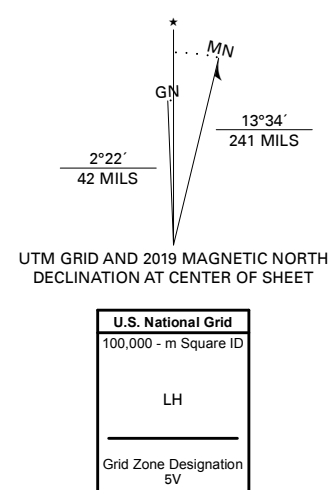 ★
MN
GN
13°34´
241 MILS
2°22´
42 MILS
UTM GRID AND 2019 MAGNETIC NORTH
DECLINATION AT CENTER OF SHEET
U.S. National Grid
100,000 - m Square ID
LH
Grid Zone Designation
5V